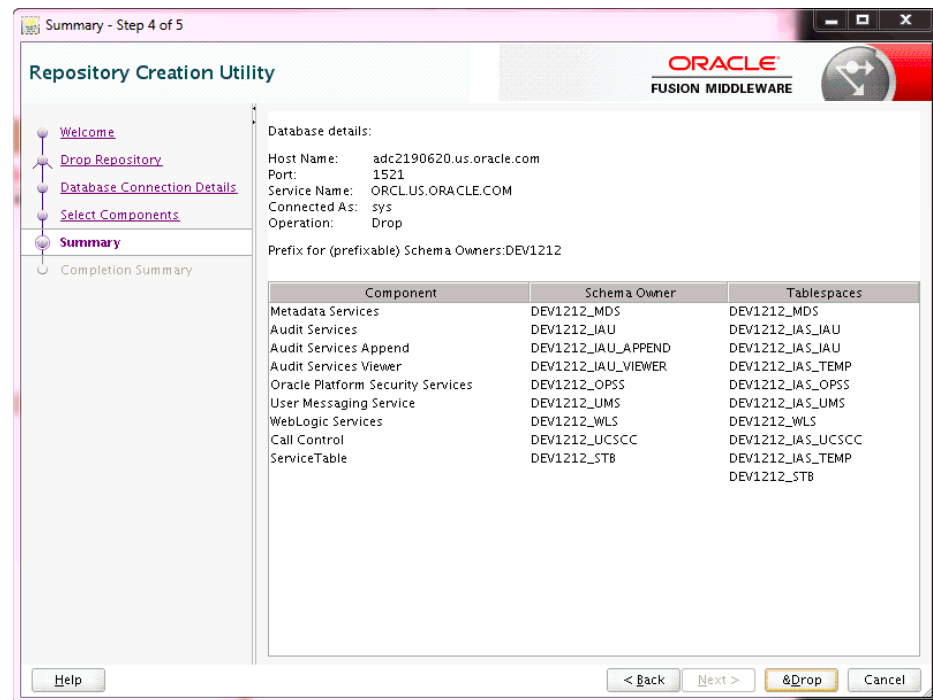 Summary - Step 4 of 5
Repository Creation Utility
ORACLE
FUSION MIDDLEWARE
Welcome
Drop Repository
Database Connection Details
Select Components
Summary
Completion Summary
Database details:
Host Name: adc2190620.us.oracle.com
Port: 1521
Service Name: ORCL.US.ORACLE.COM
Connected As: sys
Operation: Drop
Prefix for (prefixable) Schema Owners:DEV1212
Component Schema Owner Tablespaces
Metadata Services DEV1212_MDS DEV1212_MDS
Audit Services DEV1212_IAU DEV1212_IAS_IAU
Audit Services Append DEV1212_IAU_APPEND DEV1212_IAS_IAU
Audit Services Viewer DEV1212_IAU_VIEWER DEV1212_IAS_TEMP
Oracle Platform Security Services DEV1212_OPSS DEV1212_IAS_OPSS
User Messaging Service DEV1212_UMS DEV1212_IAS_UMS
WebLogic Services DEV1212_WLS DEV1212_WLS
Call Control DEV1212_UCSCC DEV1212_IAS_UCSCC
ServiceTable DEV1212_STB DEV1212_IAS_TEMP
DEV1212_STB
Help < Back Next > &Drop Cancel